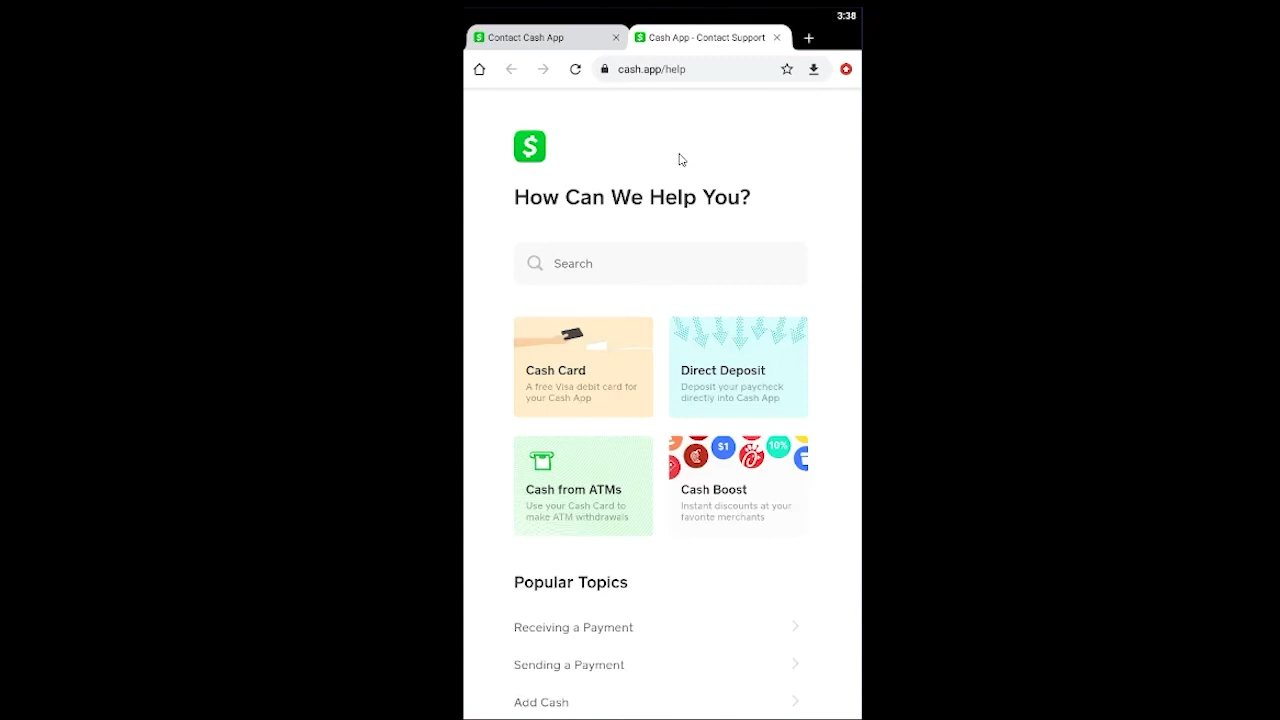 3:38
Contact Cash App
Cash App - Contact Support
cash.app/help
$
How Can We Help You?
Search
Cash Card
A free Visa debit card for
your Cash App
Direct Deposit
Deposit your paycheck
directly into Cash App
$1
10%
Cash from ATMs
Use your Cash Card to
make ATM withdrawals
Cash Boost
Instant discounts at your
favorite merchants
Popular Topics
Receiving a Payment
Sending a Payment
Add Cash